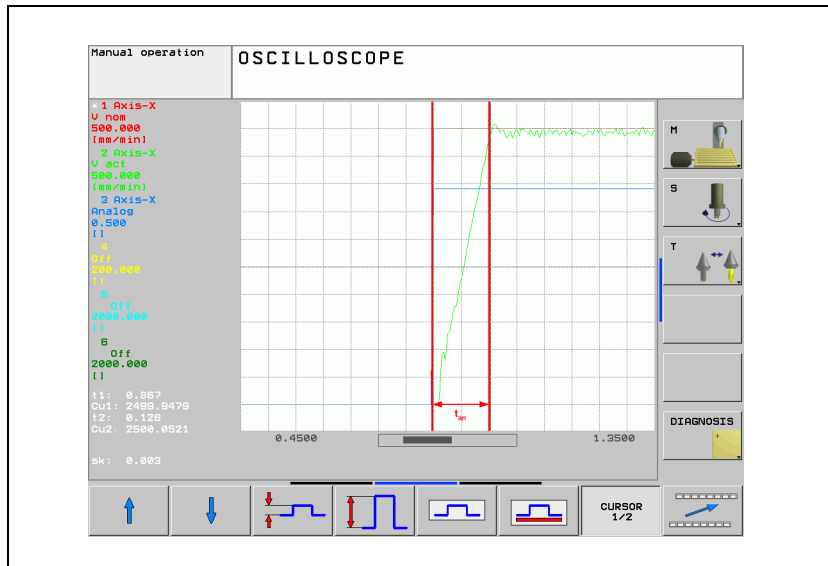 Manual operation
OSCILLOSCOPE
1 Axis-X
V nom
500.000
[mm/min]
2 Axis-X
V act
500.000
[mm/min]
3 Axis-X
Analog
0.500
[]
4
Off
200.000
[]
5
Off
2000.000
[]
6
Off
2000.000
[]
t1: 0.867
Cu1: 2499.9479
t2: 0.126
Cu2: 2500.0521
sk: 0.003
tan
0.4500
1.3500
M
S
T
DIAGNOSIS
CURSOR
1/2